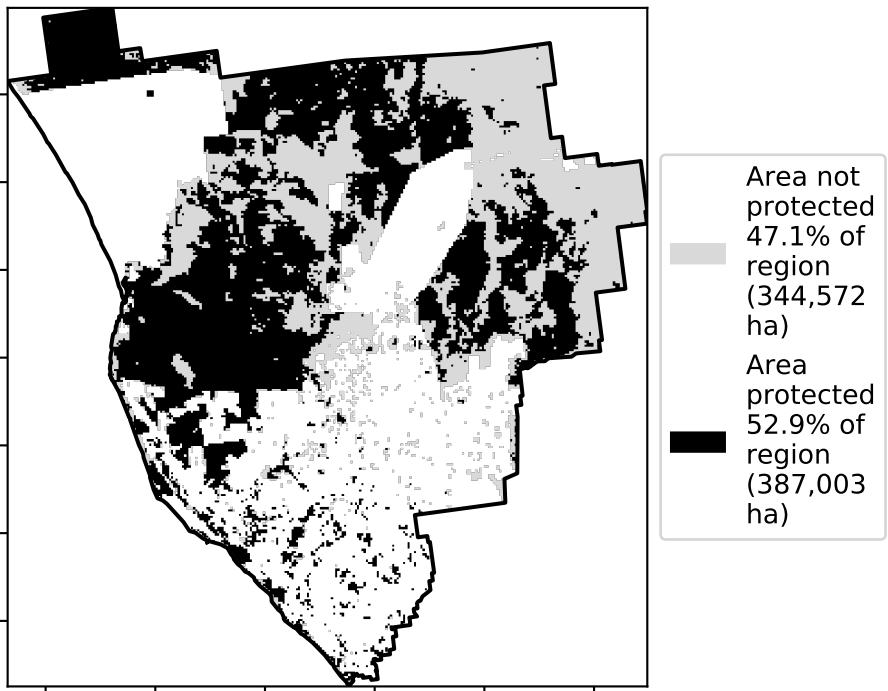 Area not
protected
47.1% of
region
(344,572
ha)
Area
protected
52.9% of
region
(387,003
ha)